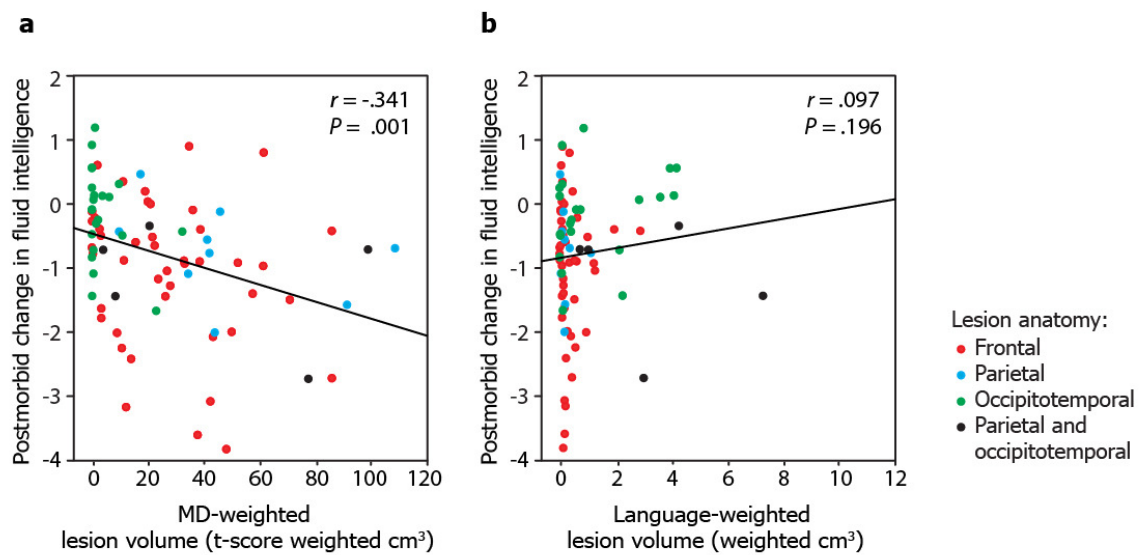 a
b
r = -.341
P = .001
r = .097
P = .196
Postmorbid change in fluid intelligence
2
1
0
-1
-2
-3
-4
0 20 40 60 80 100 120
MD-weighted
lesion volume (t-score weighted cm³)
Postmorbid change in fluid intelligence
2
1
0
-1
-2
-3
-4
0 2 4 6 8 10 12
Language-weighted
lesion volume (weighted cm³)
Lesion anatomy:
Frontal
Parietal
Occipitotemporal
Parietal and
occipitotemporal